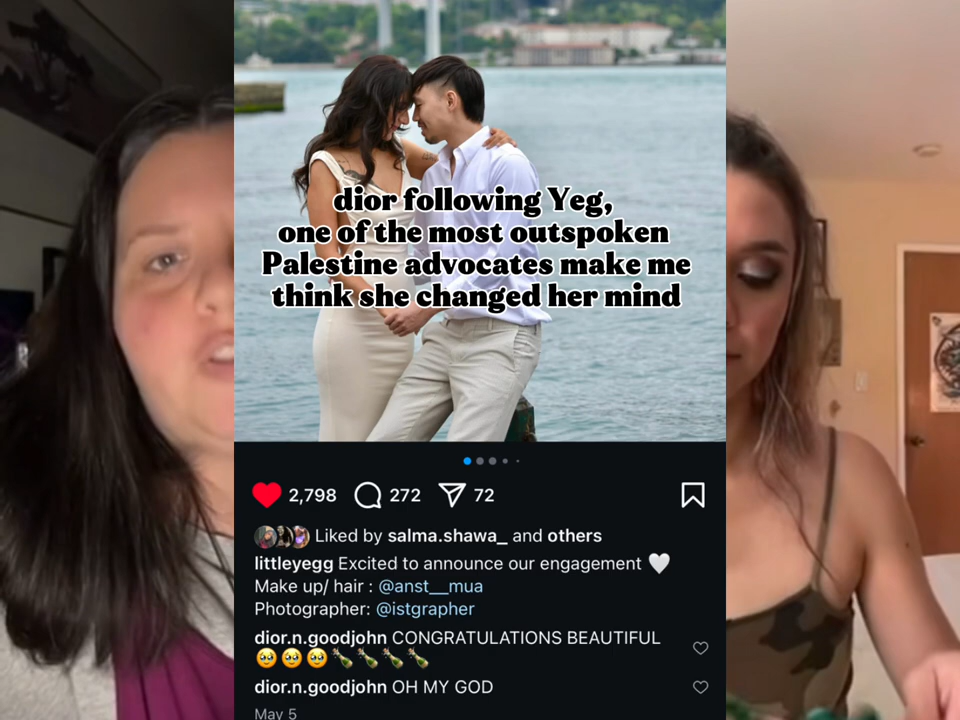 dior following Yeg,
one of the most outspoken
Palestine advocates make me
think she changed her mind
2,798 272 72
Liked by salma.shawa_ and others
littleyegg Excited to announce our engagement 🤍
Make up/ hair : @anst__mua
Photographer: @istgrapher
dior.n.goodjohn CONGRATULATIONS BEAUTIFUL
🥹🥹🥹🍾🍾🍾🍾
dior.n.goodjohn OH MY GOD
May 5